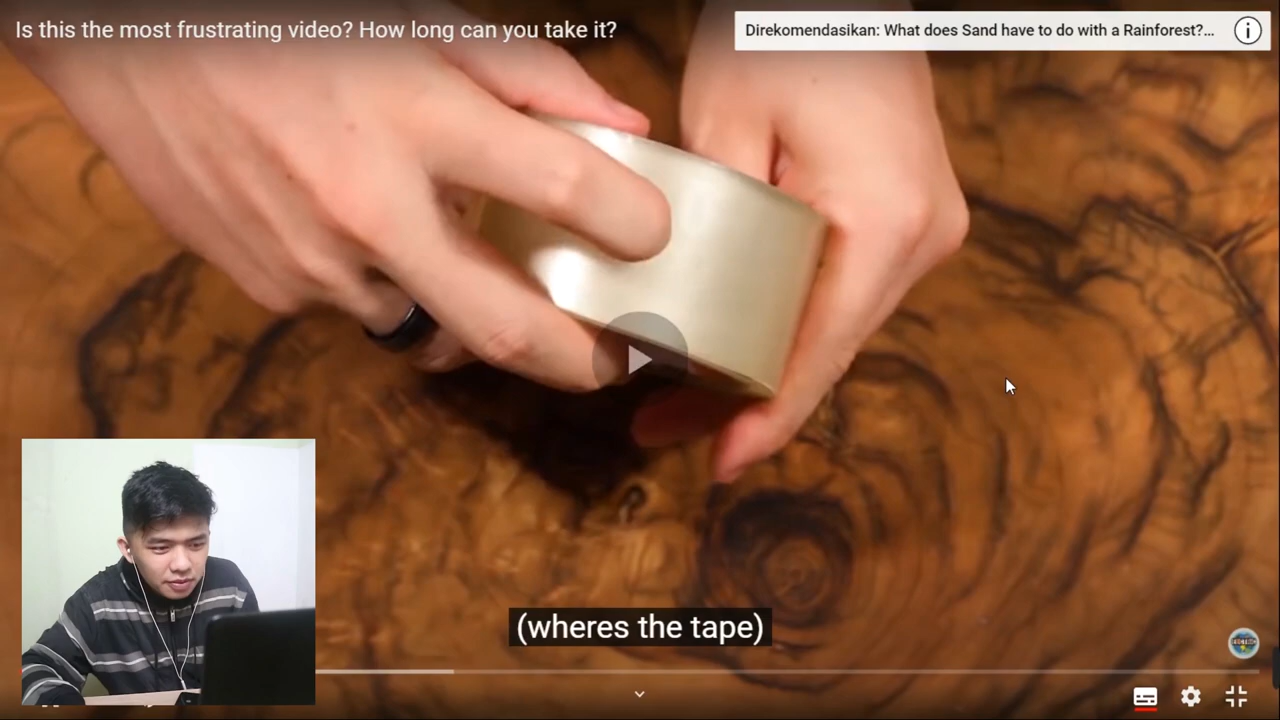 Is this the most frustrating video? How long can you take it?
Direkomendasikan: What does Sand have to do with a Rainforest?...
(wheres the tape)